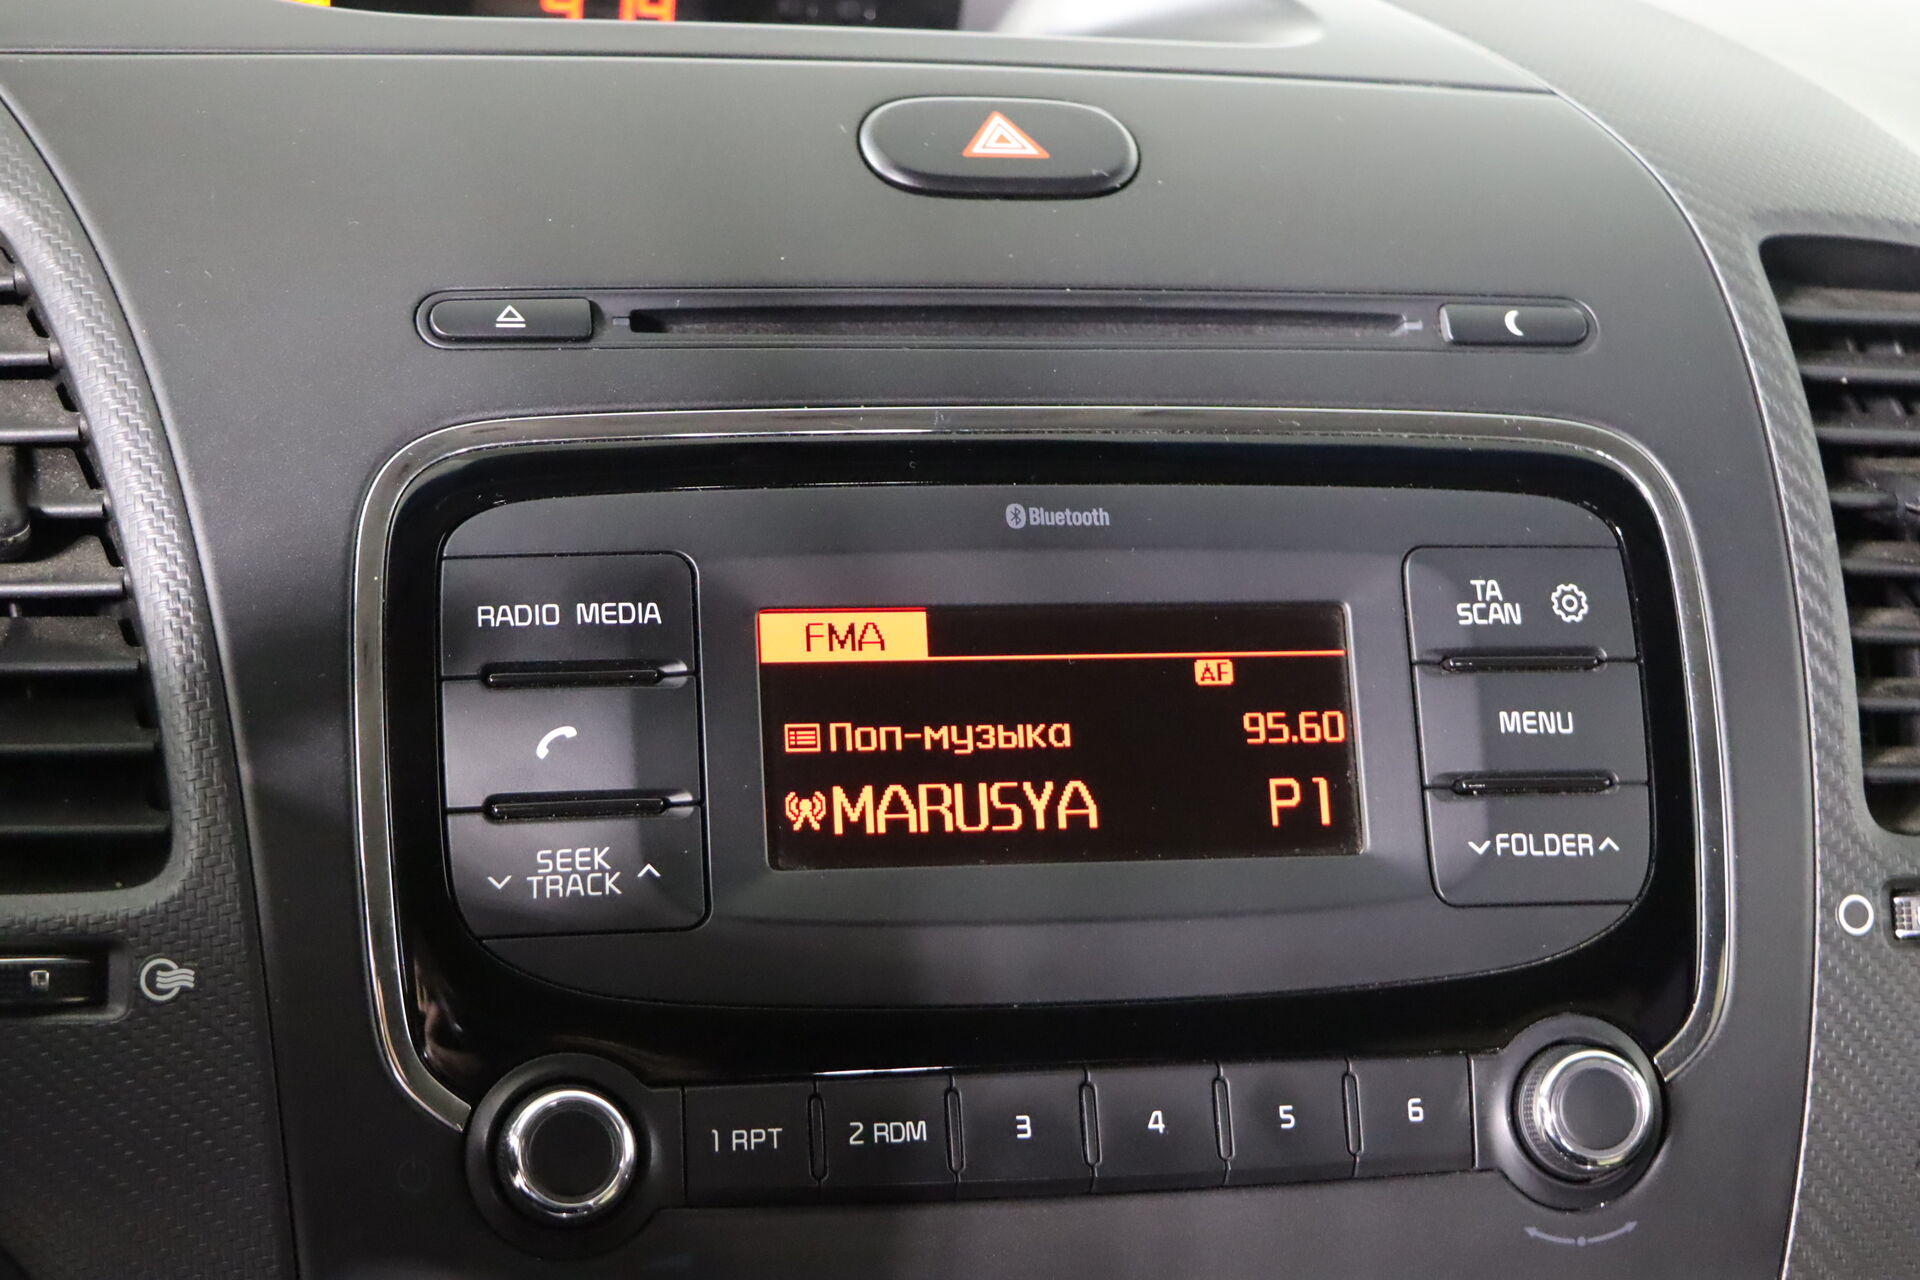 Bluetooth
RADIO MEDIA
TA
SCAN
FMA
AF
Поп-музыка 95.60
MENU
MARUSYA P1
SEEK
TRACK
FOLDER
1 RPT
2 RDM
3
4
5
6